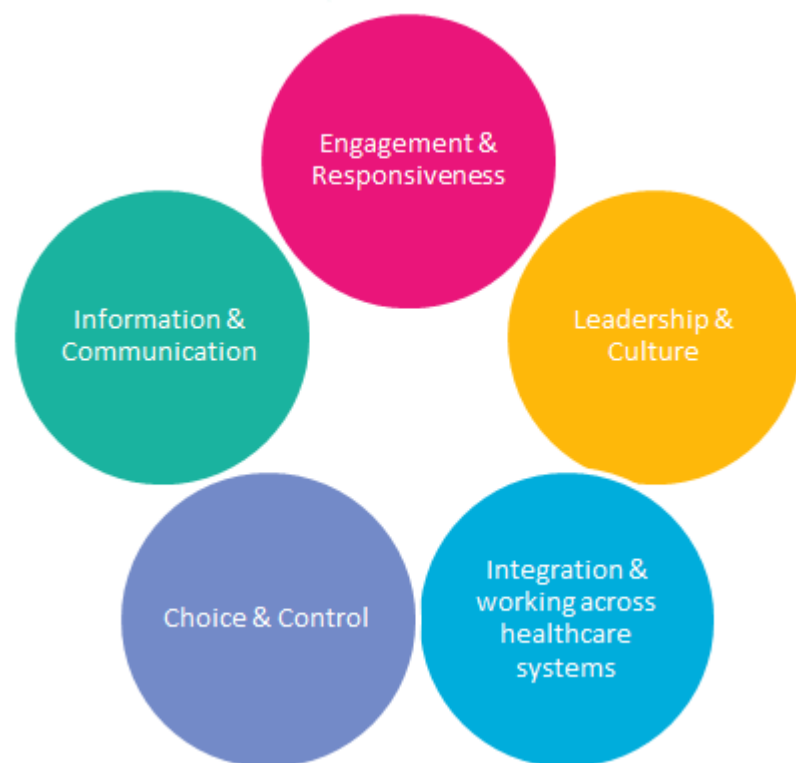 Engagement &
Responsiveness
Leadership &
Culture
Integration &
working across
healthcare
systems
Choice & Control
Information &
Communication